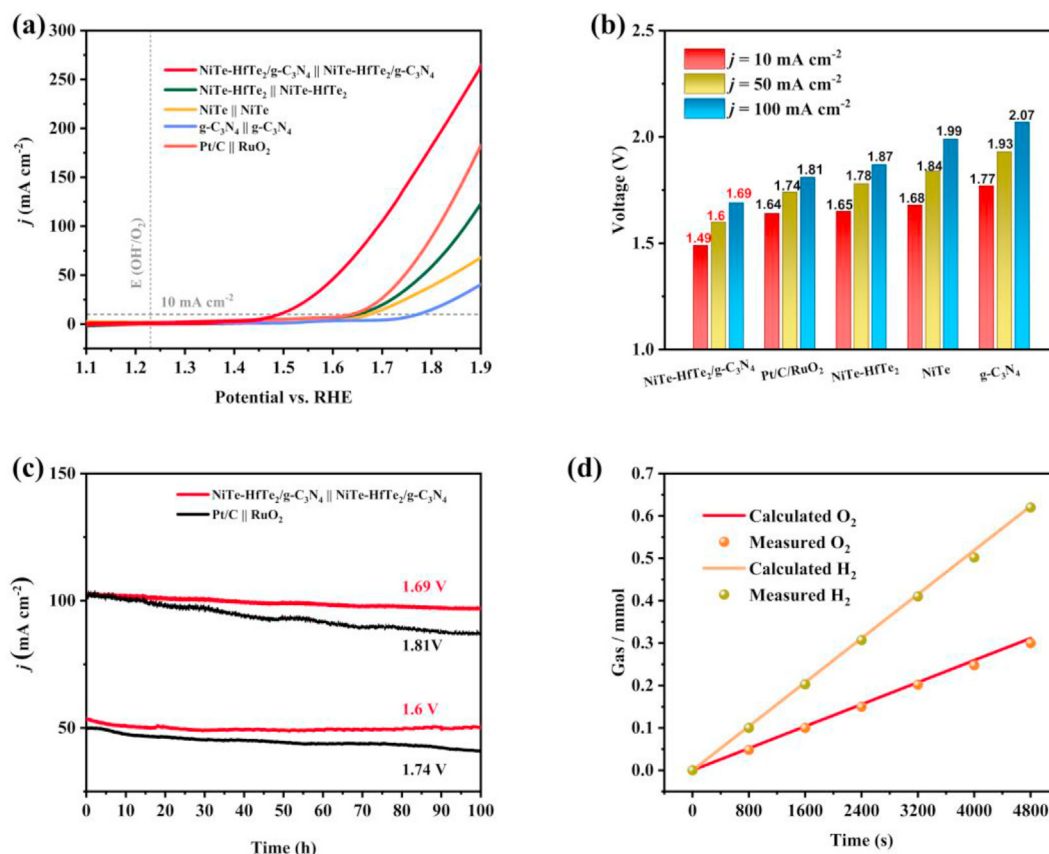 (a)
300
250
200
150
100
50
0
j (mA cm⁻²)
NiTe-HfTe₂/g-C₃N₄ || NiTe-HfTe₂/g-C₃N₄
NiTe-HfTe₂ || NiTe-HfTe₂
NiTe || NiTe
g-C₃N₄ || g-C₃N₄
Pt/C || RuO₂
E (OH⁻/O₂)
10 mA cm⁻²
1.1 1.2 1.3 1.4 1.5 1.6 1.7 1.8 1.9
Potential vs. RHE
(b)
2.5
2.0
1.5
1.0
Voltage (V)
j = 10 mA cm⁻²
j = 50 mA cm⁻²
j = 100 mA cm⁻²
1.49 1.6 1.69 1.64 1.74 1.81 1.65 1.78 1.87 1.68 1.84 1.99 1.77 1.93 2.07
NiTe-HfTe₂/g-C₃N₄ Pt/C/RuO₂ NiTe-HfTe₂ NiTe g-C₃N₄
(c)
150
100
50
j (mA cm⁻²)
NiTe-HfTe₂/g-C₃N₄ || NiTe-HfTe₂/g-C₃N₄
Pt/C || RuO₂
1.69 V
1.81V
1.6 V
1.74 V
0 10 20 30 40 50 60 70 80 90 100
Time (h)
(d)
0.7
0.6
0.5
0.4
0.3
0.2
0.1
0.0
Gas / mmol
Calculated O₂
Measured O₂
Calculated H₂
Measured H₂
0 800 1600 2400 3200 4000 4800
Time (s)